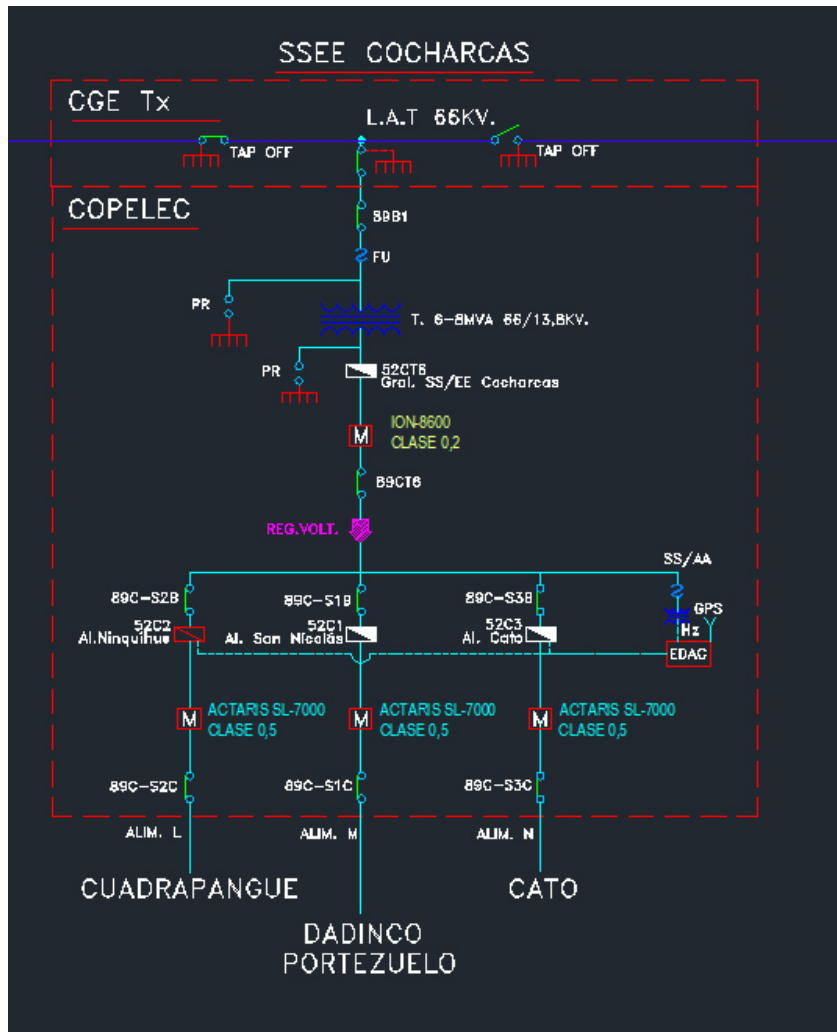 SSEE COCHARCAS
CGE Tx
L.A.T 66KV.
TAP OFF
TAP OFF
COPELEC
89B1
FU
PR
T. 6-8MVA 66/13,8KV.
PR
52CT6
Gral. SS/EE Cocharcas
M
ION-8600
CLASE 0,2
89CT6
REG.VOLT.
SS/AA
89C-S2B
89C-S1B
89C-S3B
GPS
52C2
52C1
52C3
Hz
Al.Ninquihue
Al. San Nicolás
Al. Cato
EDAC
M
ACTARIS SL-7000
CLASE 0,5
M
ACTARIS SL-7000
CLASE 0,5
M
ACTARIS SL-7000
CLASE 0,5
89C-S2C
89C-S1C
89C-S3C
ALIM. L
ALIM. M
ALIM. N
CUADRAPANGUE
CATO
DADINCO
PORTEZUELO